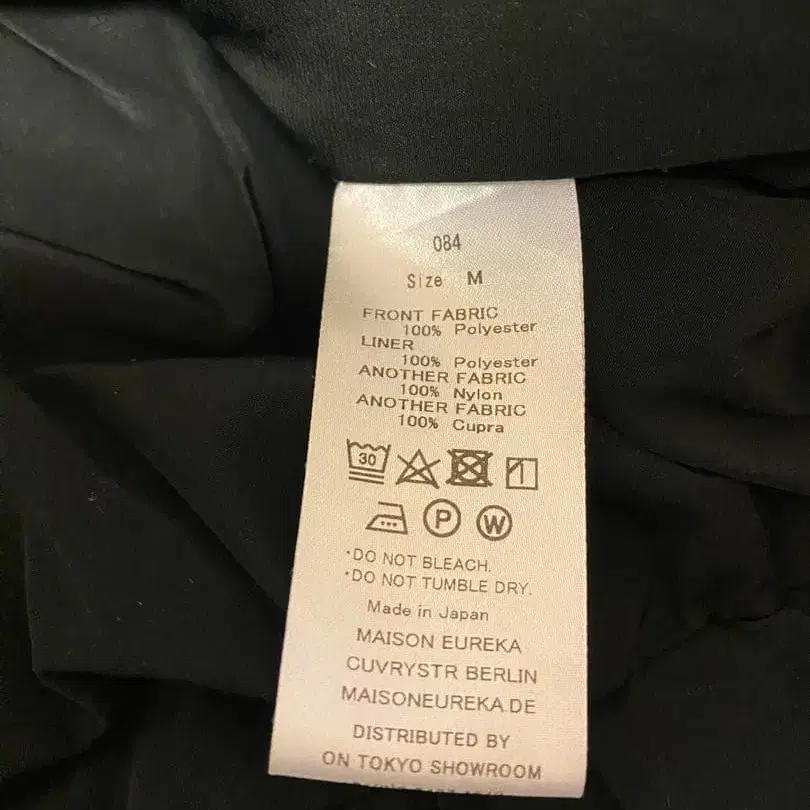 084
Size M
FRONT FABRIC
100% Polyester
LINER
100% Polyester
ANOTHER FABRIC
100% Nylon
ANOTHER FABRIC
100% Cupra
30
P W
･DO NOT BLEACH.
･DO NOT TUMBLE DRY.
Made in Japan
MAISON EUREKA
CUVRYSTR BERLIN
MAISONEUREKA.DE
DISTRIBUTED BY
ON TOKYO SHOWROOM